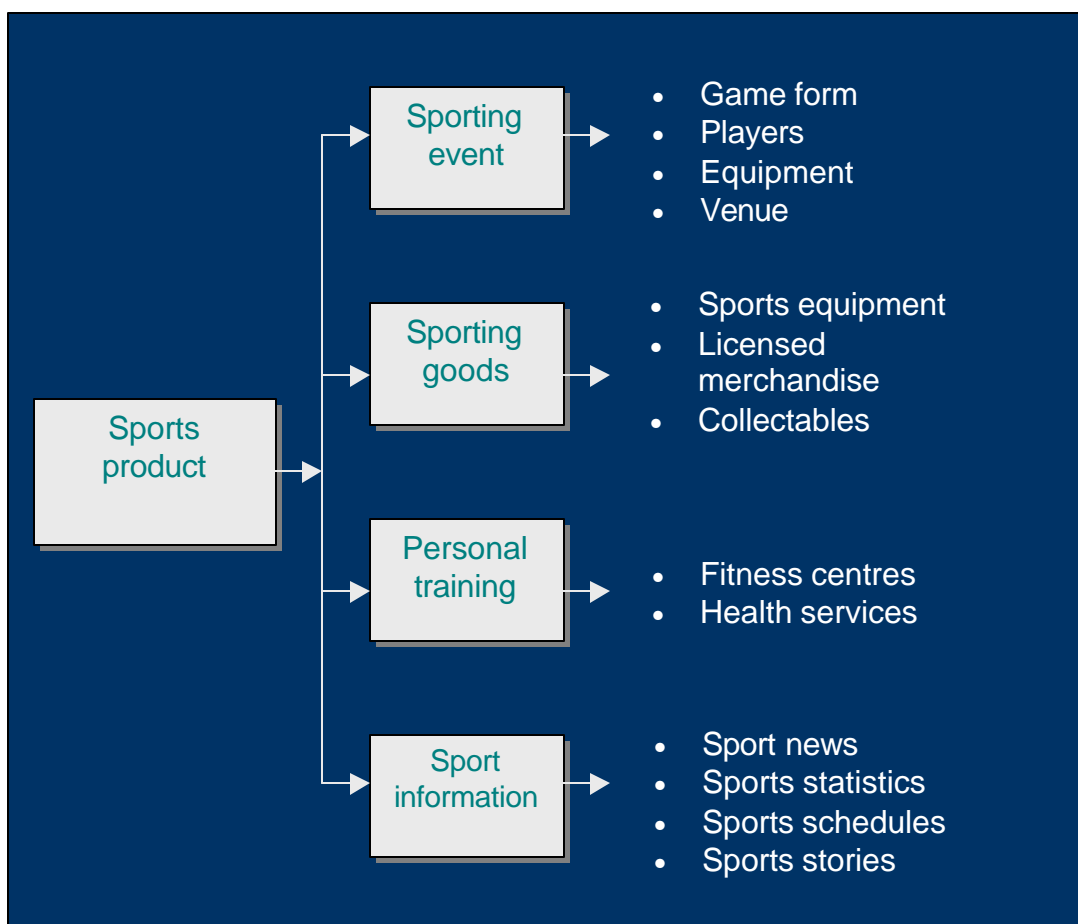 Sporting
event
• Game form
• Players
• Equipment
• Venue
Sporting
goods
• Sports equipment
• Licensed
merchandise
• Collectables
Sports
product
Personal
training
• Fitness centres
• Health services
Sport
information
• Sport news
• Sports statistics
• Sports schedules
• Sports stories